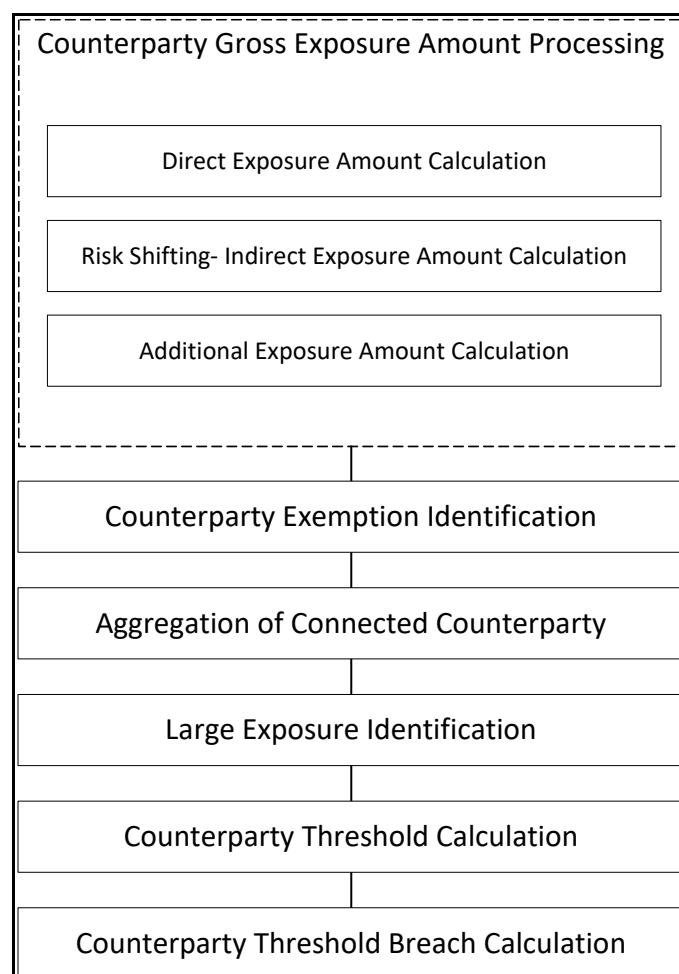 Counterparty Gross Exposure Amount Processing
Direct Exposure Amount Calculation
Risk Shifting- Indirect Exposure Amount Calculation
Additional Exposure Amount Calculation
Counterparty Exemption Identification
Aggregation of Connected Counterparty
Large Exposure Identification
Counterparty Threshold Calculation
Counterparty Threshold Breach Calculation